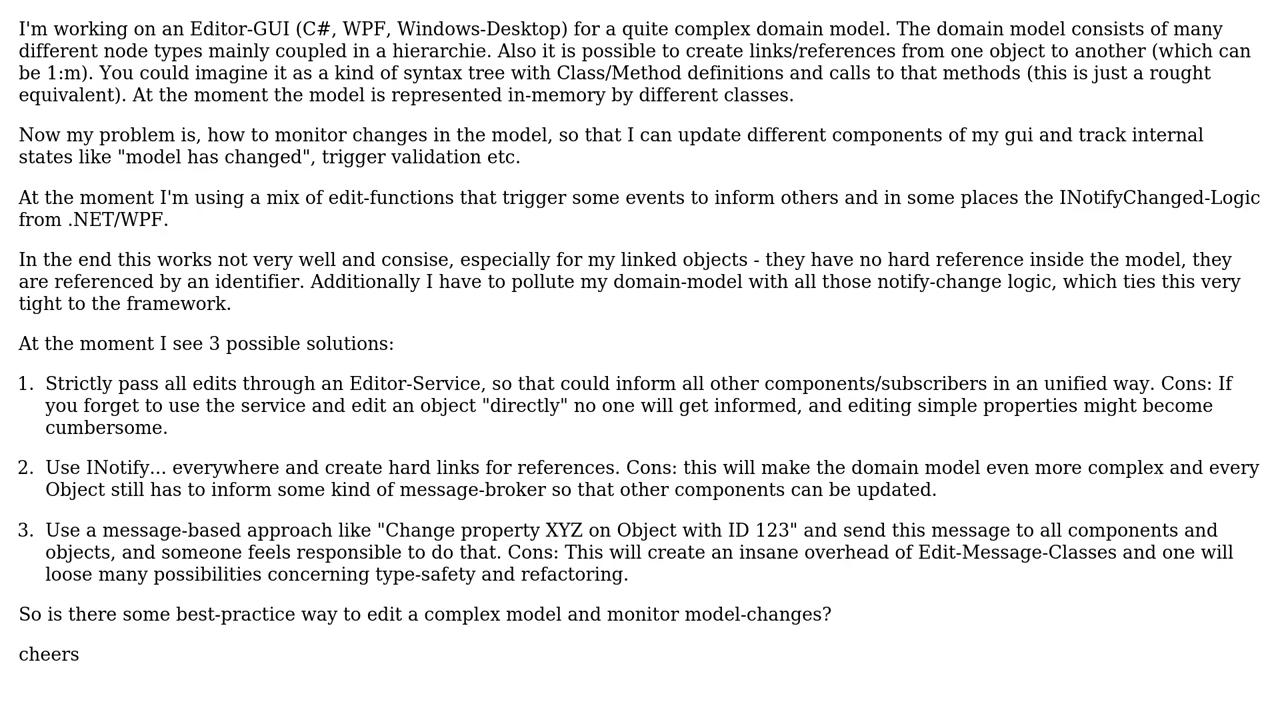 I'm working on an Editor-GUI (C#, WPF, Windows-Desktop) for a quite complex domain model. The domain model consists of many
different node types mainly coupled in a hierarchie. Also it is possible to create links/references from one object to another (which can
be 1:m). You could imagine it as a kind of syntax tree with Class/Method definitions and calls to that methods (this is just a rought
equivalent). At the moment the model is represented in-memory by different classes.
Now my problem is, how to monitor changes in the model, so that I can update different components of my gui and track internal
states like "model has changed", trigger validation etc.
At the moment I'm using a mix of edit-functions that trigger some events to inform others and in some places the INotifyChanged-Logic
from .NET/WPF.
In the end this works not very well and consise, especially for my linked objects - they have no hard reference inside the model, they
are referenced by an identifier. Additionally I have to pollute my domain-model with all those notify-change logic, which ties this very
tight to the framework.
At the moment I see 3 possible solutions:
1. Strictly pass all edits through an Editor-Service, so that could inform all other components/subscribers in an unified way. Cons: If
you forget to use the service and edit an object "directly" no one will get informed, and editing simple properties might become
cumbersome.
2. Use INotify... everywhere and create hard links for references. Cons: this will make the domain model even more complex and every
Object still has to inform some kind of message-broker so that other components can be updated.
3. Use a message-based approach like "Change property XYZ on Object with ID 123" and send this message to all components and
objects, and someone feels responsible to do that. Cons: This will create an insane overhead of Edit-Message-Classes and one will
loose many possibilities concerning type-safety and refactoring.
So is there some best-practice way to edit a complex model and monitor model-changes?
cheers